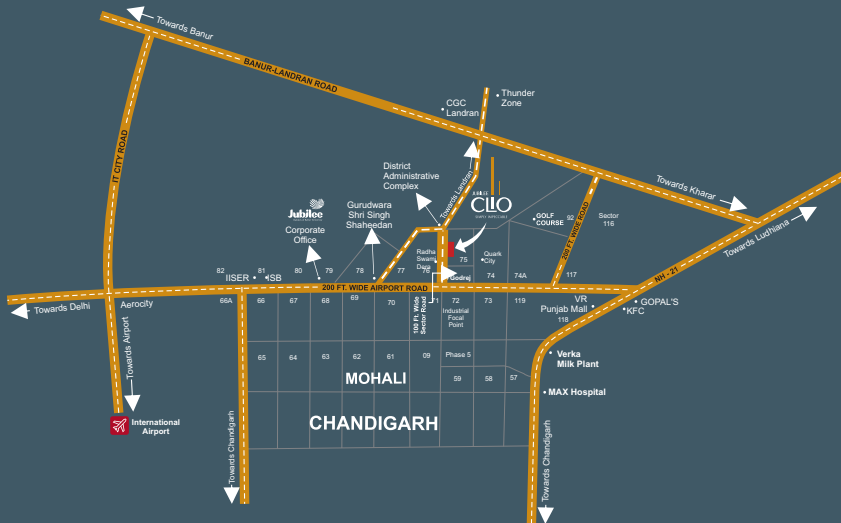 Towards Banur
BANUR-LANDRAN ROAD
Thunder
Zone
CGC
Landran
IT CITY ROAD
District
Administrative
Complex
Towards Landran
JUBILEE
CLIO
Towards Kharar
Jubilee
Corporate
Office
Gurudwara
Shri Singh
Shaheedan
GOLF
COURSE
92
200 FT. WIDE ROAD
Sector
116
Towards Ludhiana
Radha
Swami
Dera
75
Quark
City
82
81
80
79
78
77
76
Godrej
74
74A
117
IISER
ISB
NH - 21
200 FT. WIDE AIRPORT ROAD
Towards Delhi
Aerocity
66A
66
67
68
69
70
71
72
73
119
VR
Punjab Mall
118
GOPAL'S
KFC
100 Ft. Wide
Sector Road
Industrial
Focal
Point
Towards Airport
65
64
63
62
61
09
Phase 5
Verka
Milk Plant
MOHALI
59
58
57
MAX Hospital
International
Airport
CHANDIGARH
Towards Chandigarh
Towards Chandigarh